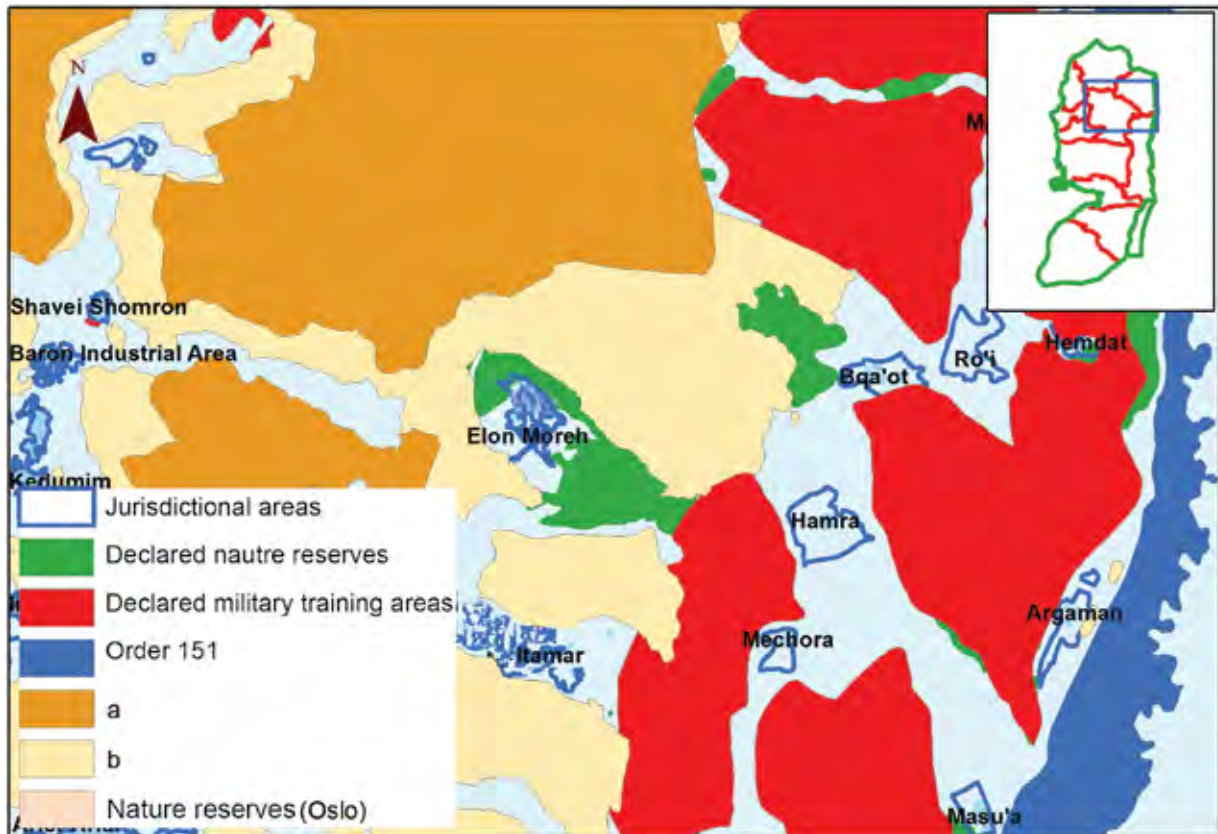 N
Shavei Shomron
Baron Industrial Area
Elon Moreh
Bqa'ot
Ro'i
Hemdat
Kedumim
Hamra
Argaman
Mechora
Itamar
Masu'a
Jurisdictional areas
Declared nautre reserves
Declared military training areas
Order 151
a
b
Nature reserves (Oslo)